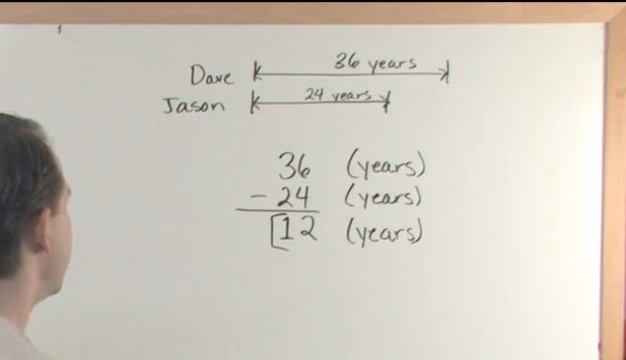 Dave 36 years
Jason 24 years
36 (years)
- 24 (years)
12 (years)